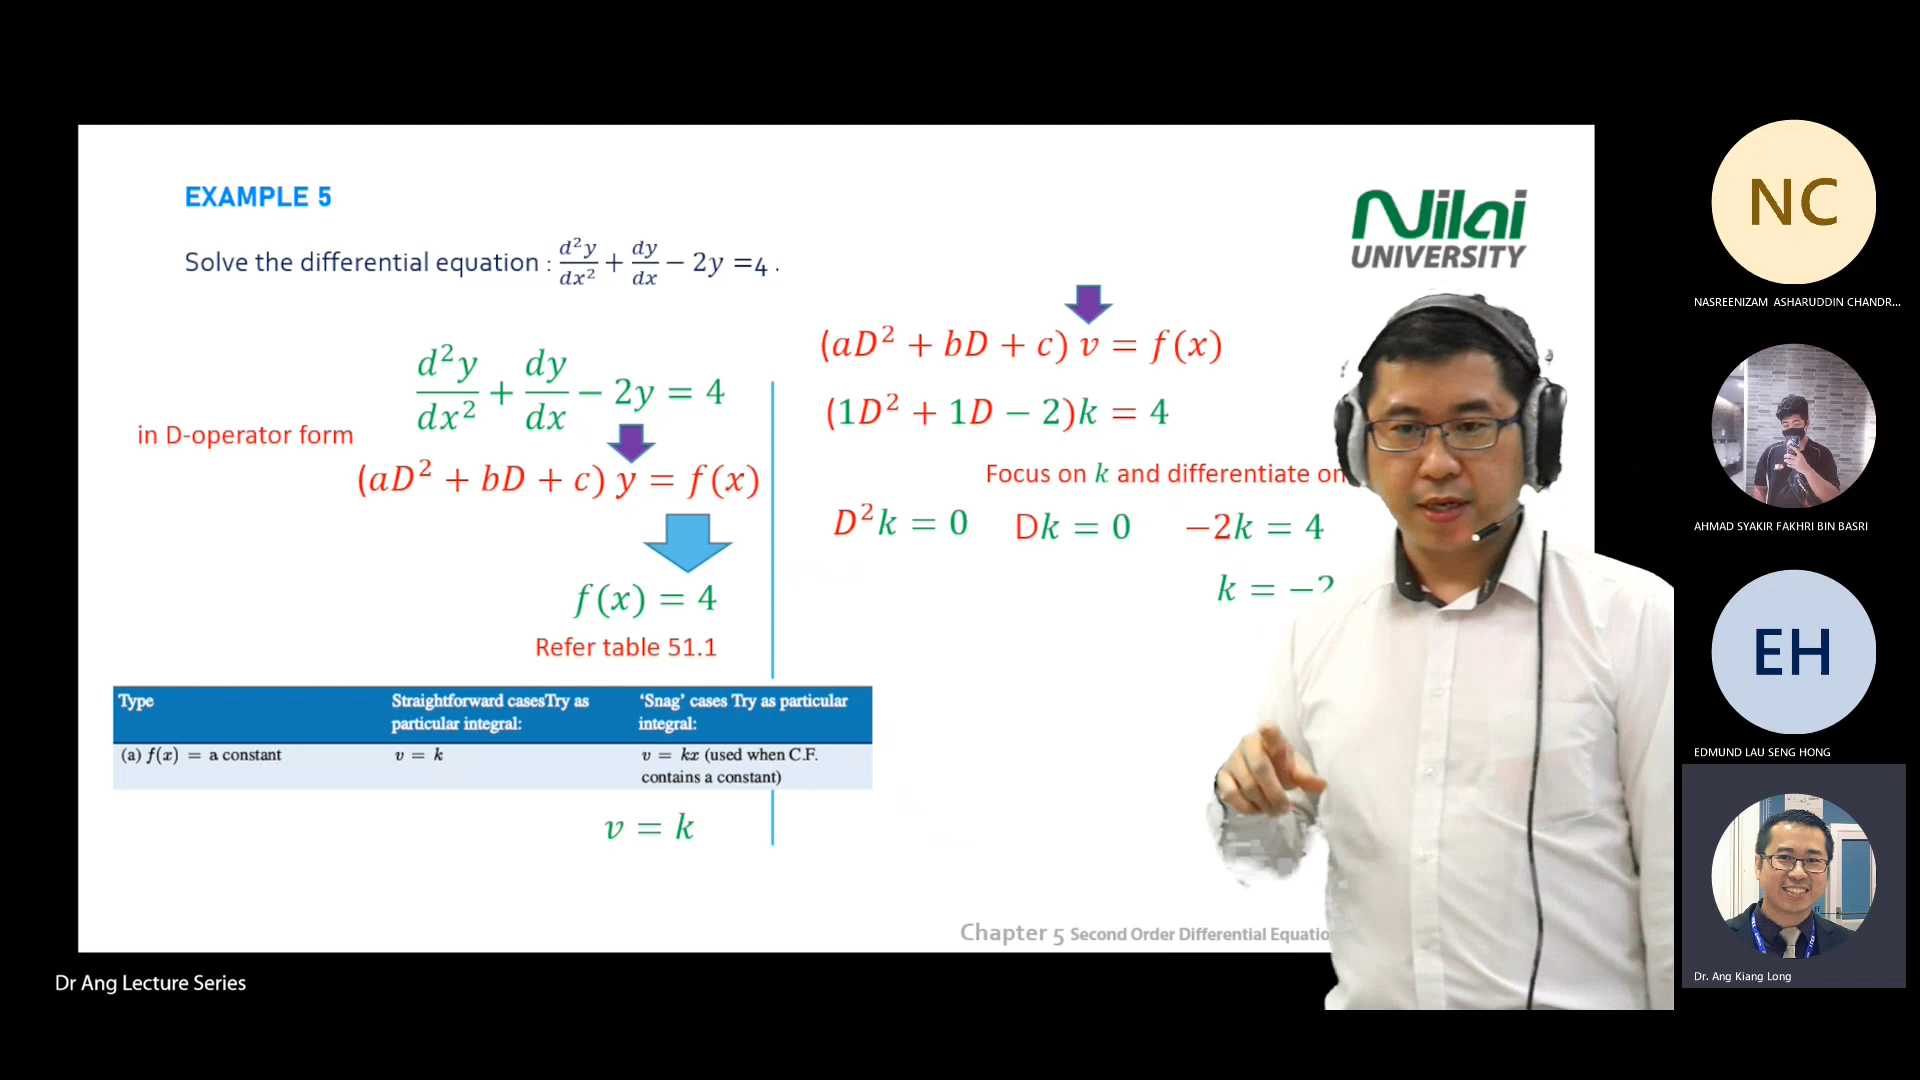 EXAMPLE 5
Nilai
UNIVERSITY
Solve the differential equation : d²y/dx² + dy/dx − 2y =4 .
d²y/dx² + dy/dx − 2y = 4
in D-operator form
(aD² + bD + c) y = f(x)
f(x) = 4
Refer table 51.1
Type
Straightforward casesTry as particular integral:
‘Snag’ cases Try as particular integral:
(a) f(x) = a constant
v = k
v = kx (used when C.F. contains a constant)
v = k
(aD² + bD + c) v = f(x)
(1D² + 1D − 2)k = 4
Focus on k and differentiate on
D²k = 0 Dk = 0 −2k = 4
k = −2
Chapter 5 Second Order Differential Equatio
Dr Ang Lecture Series
NC
NASREENIZAM ASHARUDDIN CHANDR...
AHMAD SYAKIR FAKHRI BIN BASRI
EH
EDMUND LAU SENG HONG
Dr. Ang Kiang Long